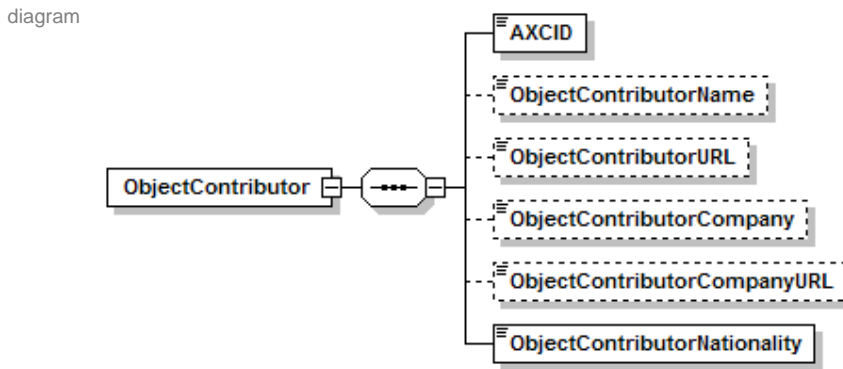 diagram
AXCID
ObjectContributorName
ObjectContributorURL
ObjectContributor
ObjectContributorCompany
ObjectContributorCompanyURL
ObjectContributorNationality